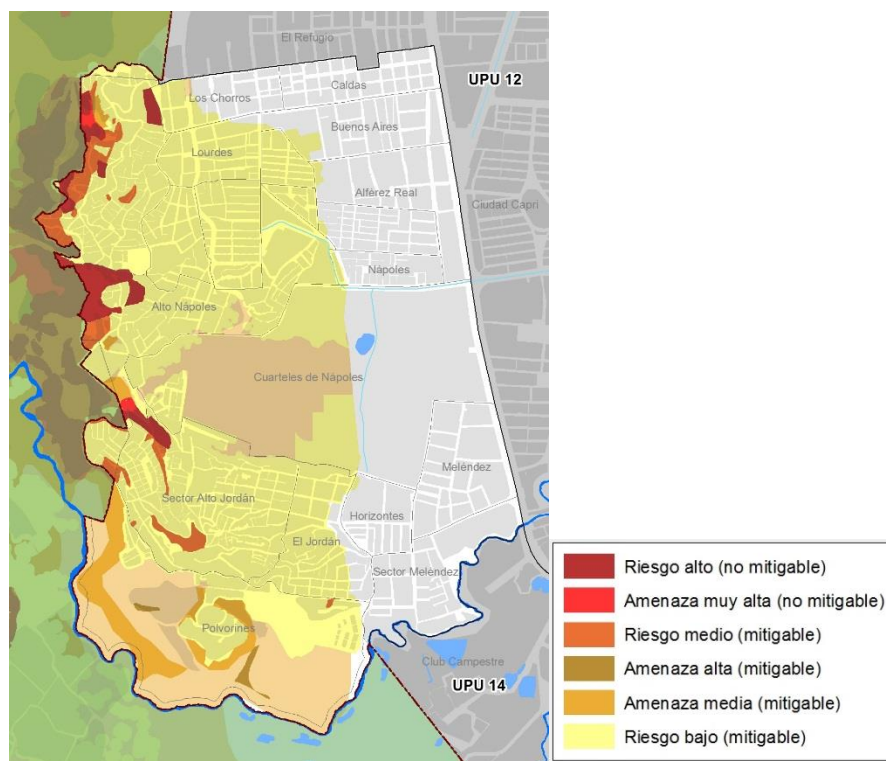 El Refugio
UPU 12
Los Chorros
Caldas
Buenos Aires
Lourdes
Alférez Real
Ciudad Capri
Nápoles
Alto Nápoles
Cuarteles de Nápoles
Meléndez
Sector Alto Jordán
Horizontes
El Jordán
Sector Meléndez
Polvorines
Club Campestre
UPU 14
Riesgo alto (no mitigable)
Amenaza muy alta (no mitigable)
Riesgo medio (mitigable)
Amenaza alta (mitigable)
Amenaza media (mitigable)
Riesgo bajo (mitigable)